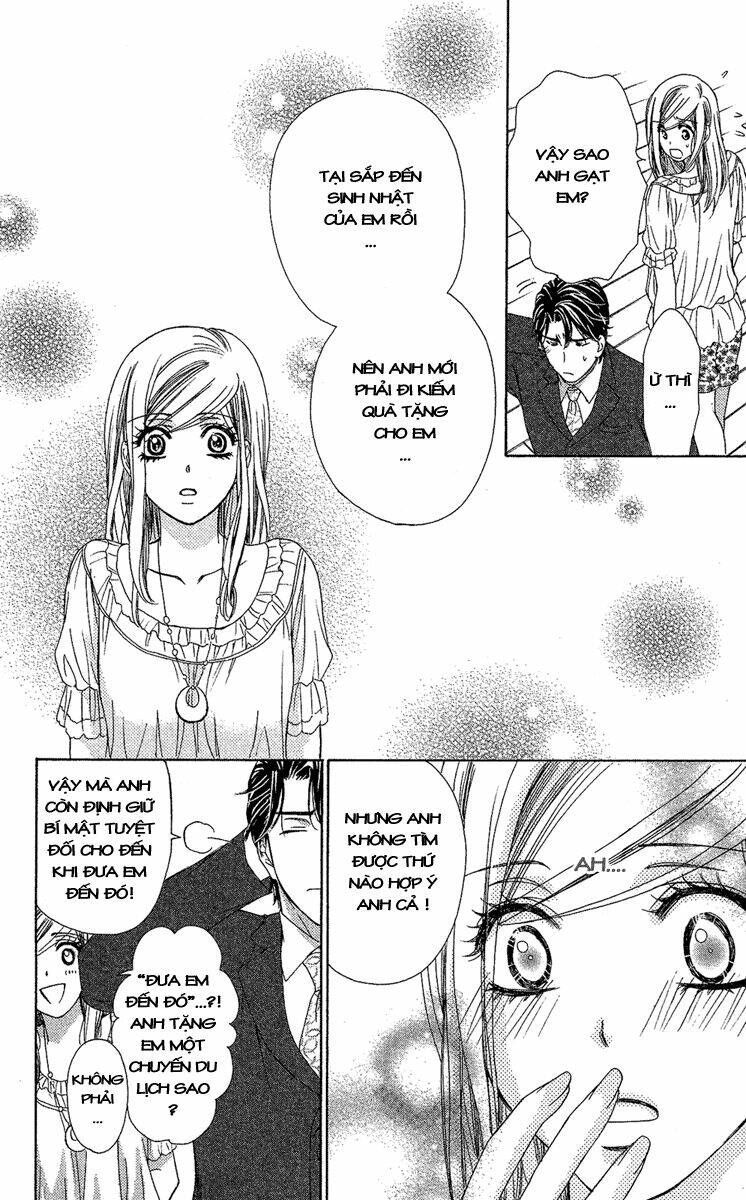 VẬY SAO
ANH GẠT
EM?
Ừ THÌ
...
TẠI SẮP ĐẾN
SINH NHẬT
CỦA EM RỒI
...
NÊN ANH MỚI
PHẢI ĐI KIẾM
QUÀ TẶNG
CHO EM
...
NHƯNG ANH
KHÔNG TÌM
ĐƯỢC THỨ
NÀO HỢP Ý
ANH CẢ !
AH....
VẬY MÀ ANH
CÒN ĐỊNH GIỮ
BÍ MẬT TUYỆT
ĐỐI CHO ĐẾN
KHI ĐƯA EM
ĐẾN ĐÓ!
"ĐƯA EM
ĐẾN ĐÓ"...?!
ANH TẶNG
EM MỘT
CHUYẾN DU
LỊCH SAO
?
KHÔNG
PHẢI
...